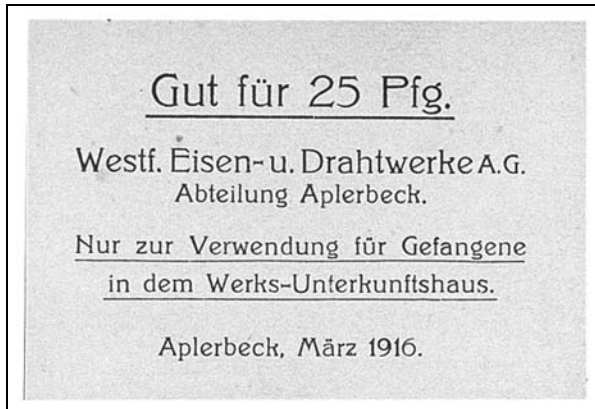 Gut für 25 Pfg.
Westf. Eisen- u. Drahtwerke A.G.
Abteilung Aplerbeck.
Nur zur Verwendung für Gefangene
in dem Werks-Unterkunftshaus.
Aplerbeck, März 1916.